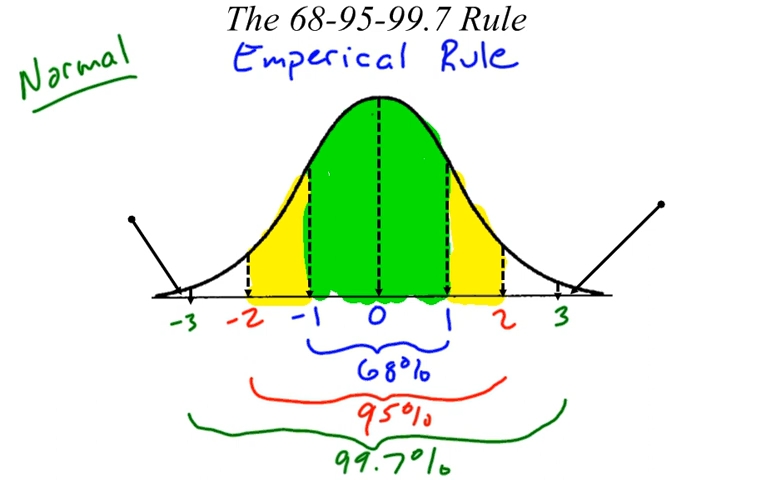 The 68-95-99.7 Rule
Emperical Rule
Normal
-3 -2 -1 0 1 2 3
68%
95%
99.7%